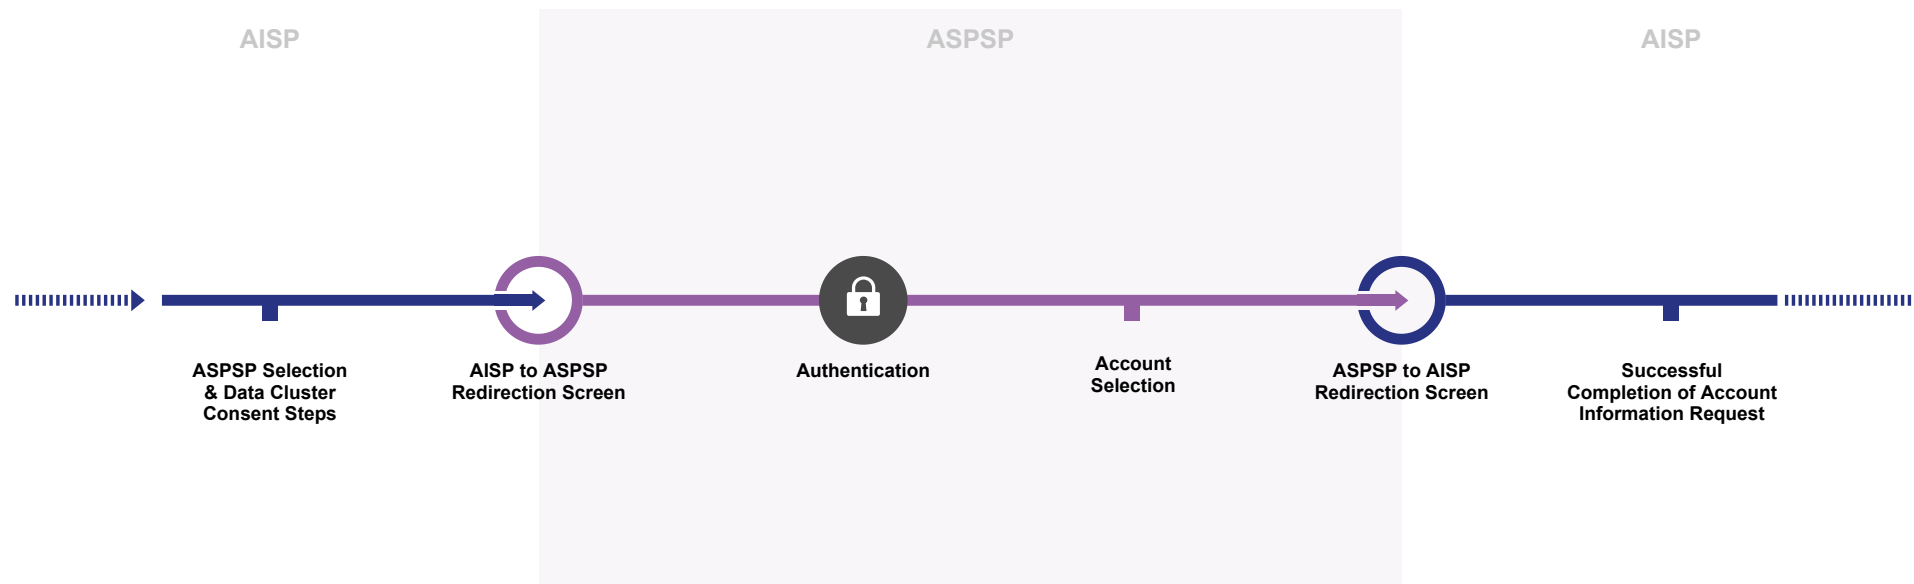 AISP
ASPSP
AISP
ASPSP Selection
& Data Cluster
Consent Steps
AISP to ASPSP
Redirection Screen
Authentication
Account
Selection
ASPSP to AISP
Redirection Screen
Successful
Completion of Account
Information Request